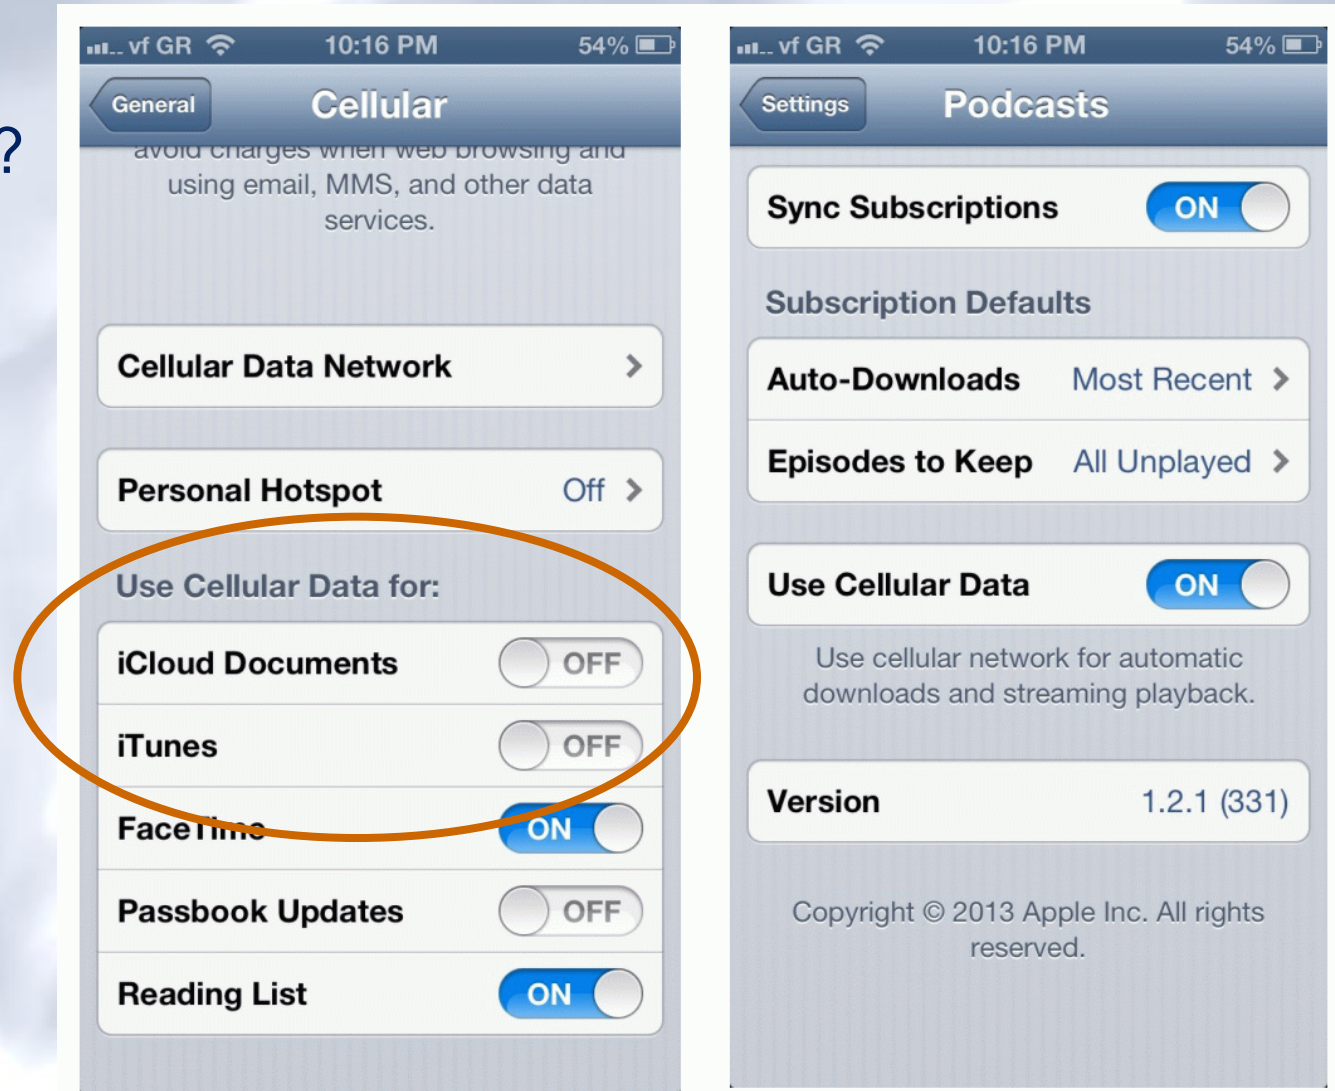 ?
vf GR 10:16 PM 54%
General Cellular
avoid charges when web browsing and
using email, MMS, and other data
services.
Cellular Data Network
Personal Hotspot Off
Use Cellular Data for:
iCloud Documents OFF
iTunes OFF
FaceTime ON
Passbook Updates OFF
Reading List ON
vf GR 10:16 PM 54%
Settings Podcasts
Sync Subscriptions ON
Subscription Defaults
Auto-Downloads Most Recent
Episodes to Keep All Unplayed
Use Cellular Data ON
Use cellular network for automatic
downloads and streaming playback.
Version 1.2.1 (331)
Copyright © 2013 Apple Inc. All rights
reserved.